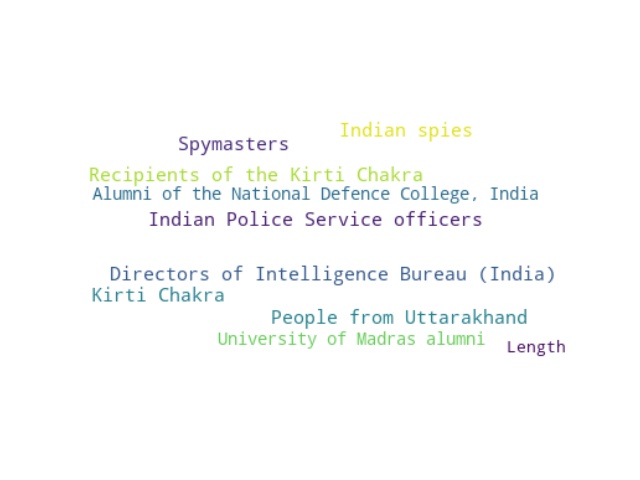 Indian spies
Spymasters
Recipients of the Kirti Chakra
Alumni of the National Defence College, India
Indian Police Service officers
Directors of Intelligence Bureau (India)
Kirti Chakra
People from Uttarakhand
University of Madras alumni
Length